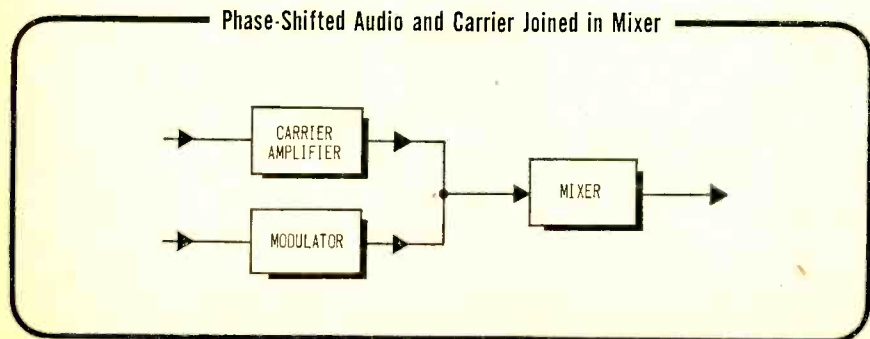 Phase-Shifted Audio and Carrier Joined in Mixer
CARRIER
AMPLIFIER
MIXER
MODULATOR